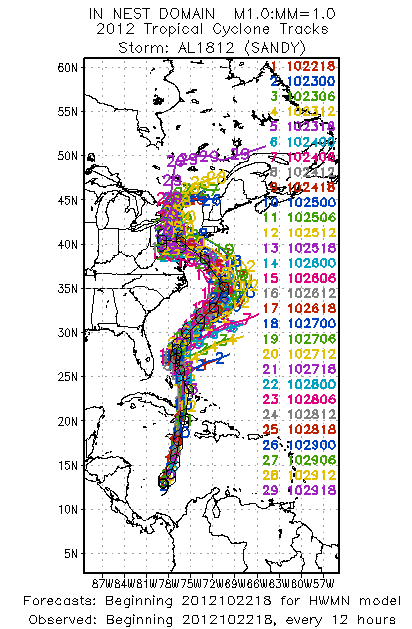 IN NEST DOMAIN M1.0:MM=1.0
2012 Tropical Cyclone Tracks
Storm: AL1812 (SANDY)
60N
55N
50N
45N
40N
35N
30N
25N
20N
15N
10N
5N
1 102218
2 102300
3 102306
4 102312
5 102318
6 102400
7 102406
8 102412
9 102418
10 102500
11 102506
12 102512
13 102518
14 102600
15 102606
16 102612
17 102618
18 102700
19 102706
20 102712
21 102718
22 102800
23 102806
24 102812
25 102818
26 102900
27 102906
28 102912
29 102918
87W84W81W78W75W72W69W66W63W60W57W
Forecasts: Beginning 2012102218 for HWMN model
Observed: Beginning 2012102218, every 12 hours